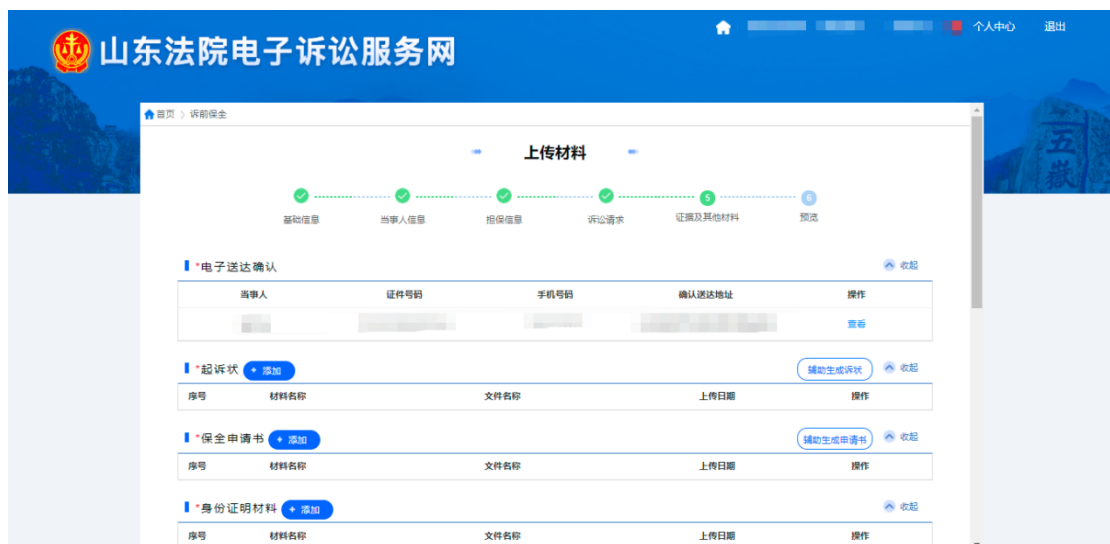 个人中心 退出
山东法院电子诉讼服务网
首页 > 诉前保全
上传材料
5 6
基础信息 当事人信息 担保信息 诉讼请求 证据及其他材料 预览
*电子送达确认 收起
当事人 证件号码 手机号码 确认送达地址 操作
查看
*起诉状 + 添加 辅助生成诉状 收起
序号 材料名称 文件名称 上传日期 操作
*保全申请书 + 添加 辅助生成申请书 收起
序号 材料名称 文件名称 上传日期 操作
*身份证明材料 + 添加 收起
序号 材料名称 文件名称 上传日期 操作
五嶽